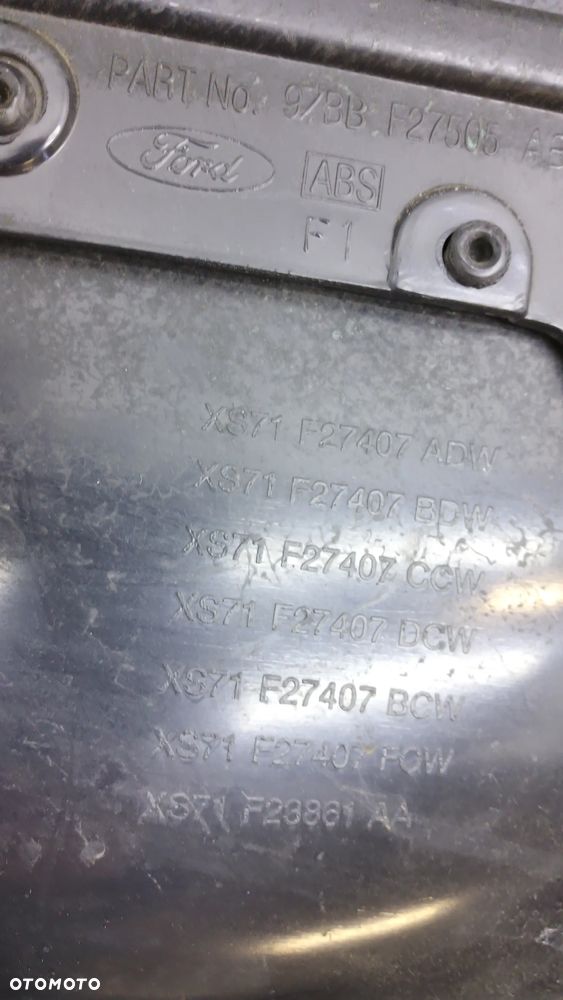 PART No. 97BB F27505 AB
Ford
ABS
F1
XS71 F27407 ADW
XS71 F27407 BDW
XS71 F27407 CCW
XS71 F27407 DCW
XS71 F27407 BCW
XS71 F27407 FCW
XS71 F28861 AA
OTOMOTO